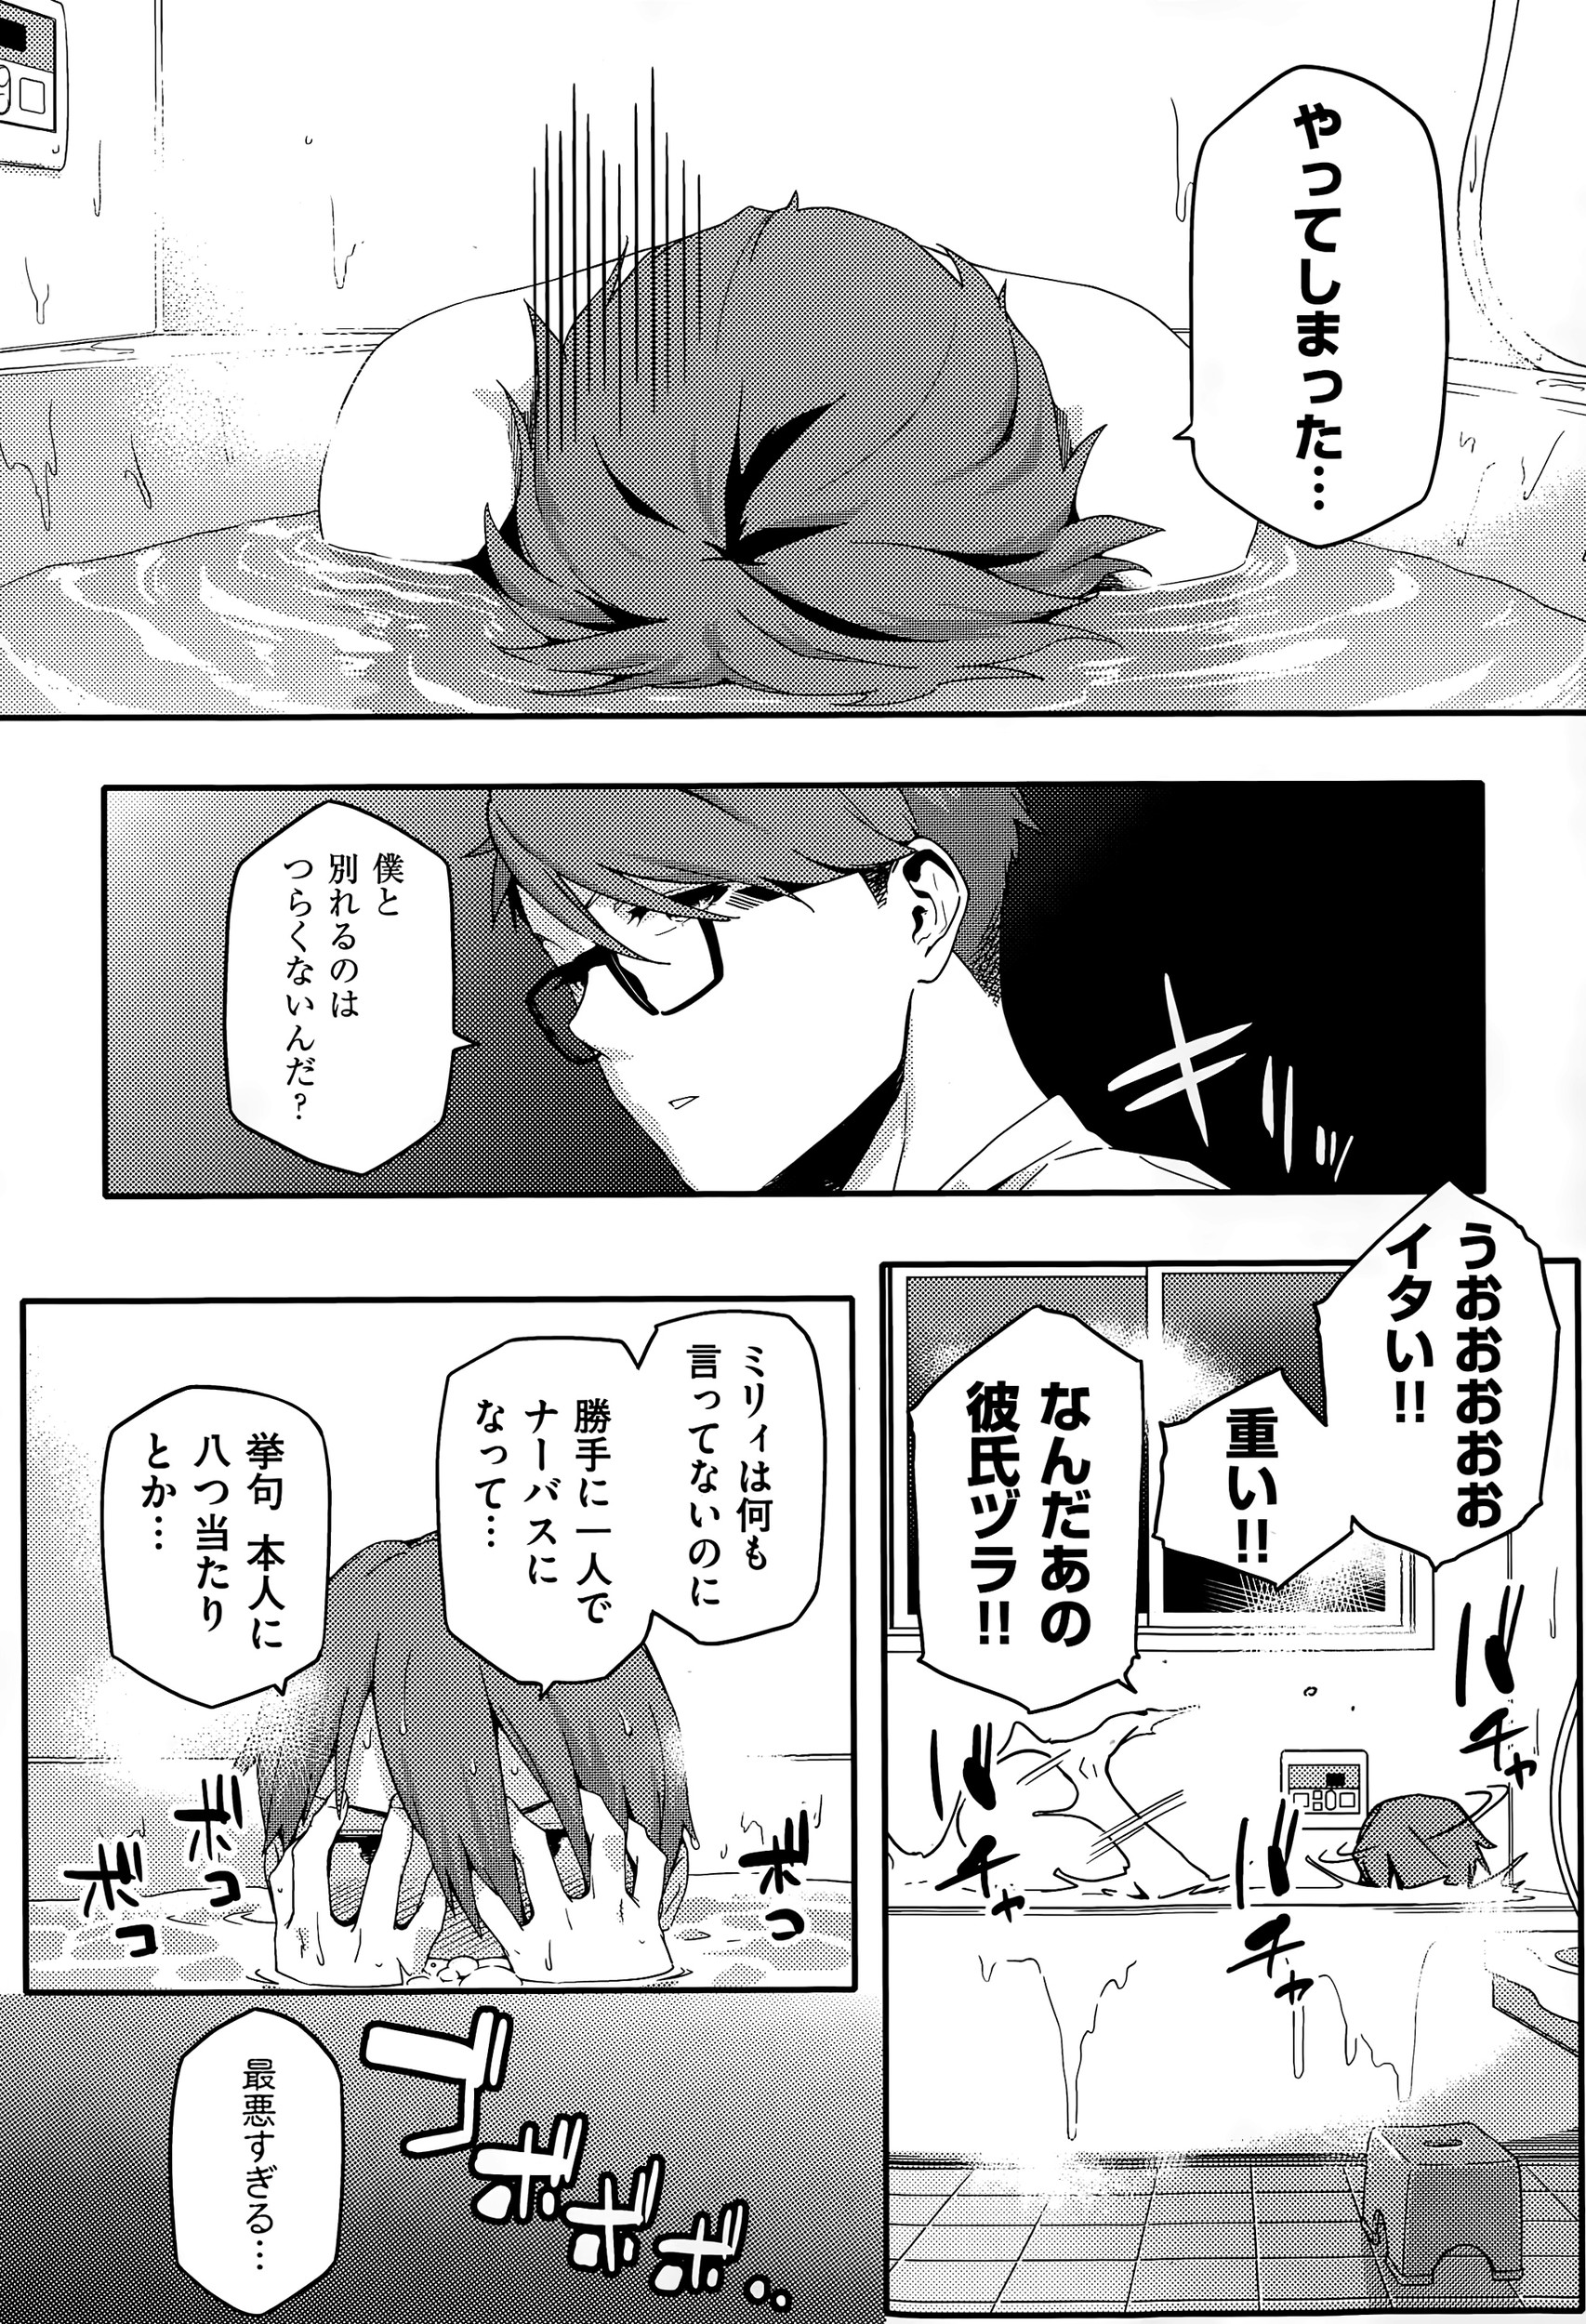 やってしまった…
僕と
別れるのは
つらくないんだ?
キリッ
うおおおおおお
イタい!!
重い!!
なんだあの
彼氏ヅラ!!
バチャ
バチャ
バチャ
ミリィは何も
言ってないのに
勝手に一人で
ナーバスに
なって…
挙句 本人に
八つ当たり
とか…
ボコ
ボコ
ボコ
最悪すぎる…
ゴボボボ…